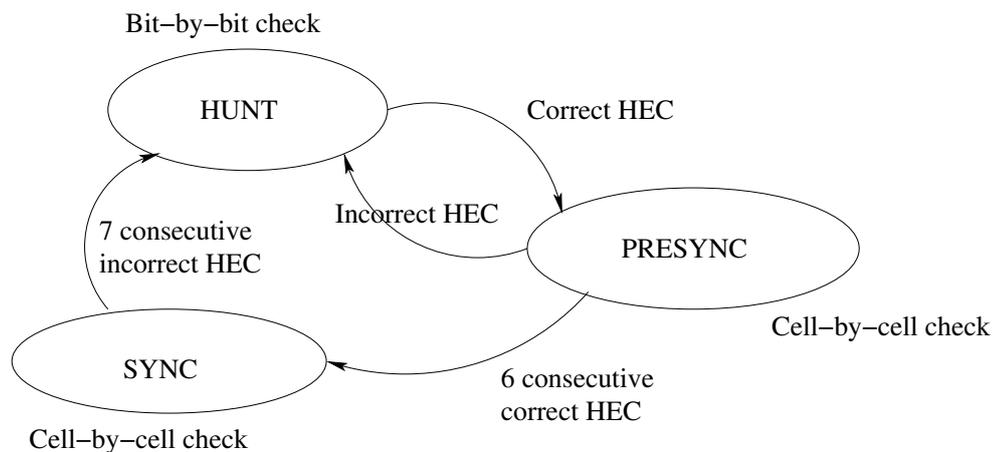 Bit−by−bit check
HUNT
Correct HEC
Incorrect HEC
7 consecutive
incorrect HEC
PRESYNC
Cell−by−cell check
SYNC
6 consecutive
correct HEC
Cell−by−cell check